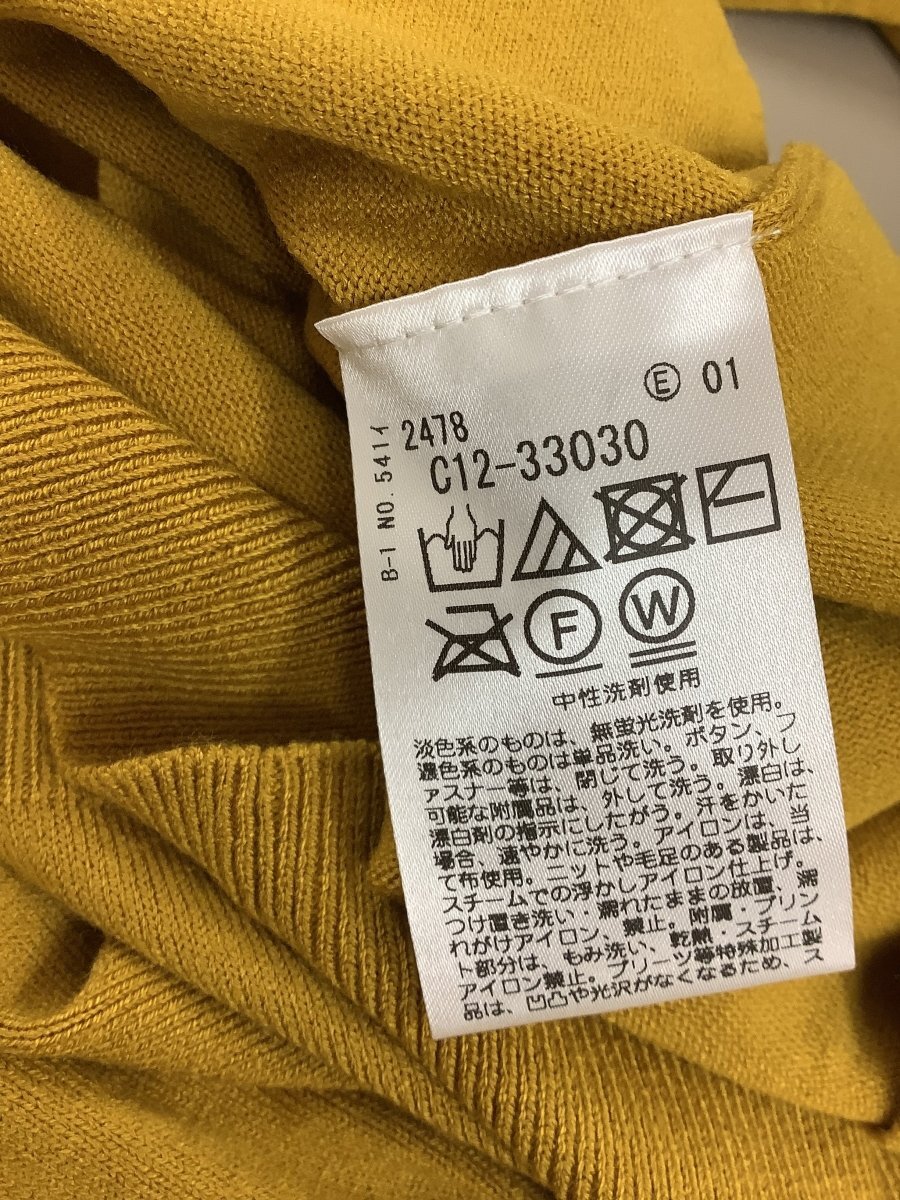 Ⓔ 01
2478
C12-33030
B-1 NO.541イ
F W
中性洗剤使用
淡色系のものは、無蛍光洗剤を使用。
濃色系のものは単品洗い。ボタン、フ
ァスナー等は、閉じて洗う。取り外し
可能な附属品は、外して洗う。漂白は、
漂白剤の指示にしたがう。汗をかいた
場合、速やかに洗う。アイロンは、当
て布使用。ニットや毛足のある製品は、
スチームでの浮かしアイロン仕上げ。
つけ置き洗い・濡れたままの放置、濡
れがけアイロン、禁止。附属・プリン
ト部分は、もみ洗い、乾熱・スチーム
アイロン禁止。プリーツ等特殊加工製
品は、凹凸や光沢がなくなるため、ス